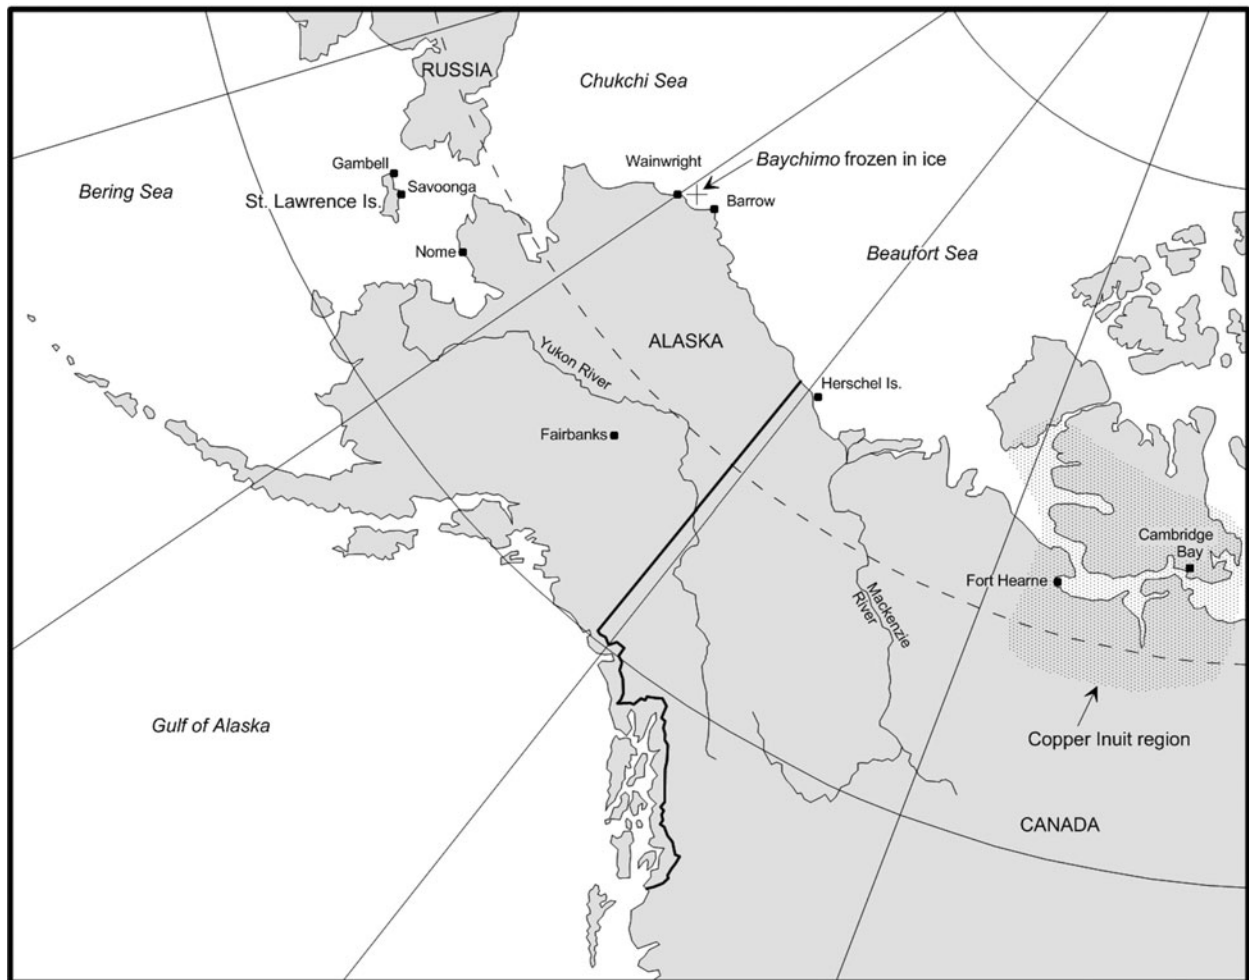 RUSSIA
Chukchi Sea
Gambell
Wainwright
Baychimo frozen in ice
Bering Sea
Savoonga
St. Lawrence Is.
Barrow
Nome
Beaufort Sea
ALASKA
Yukon River
Herschel Is.
Fairbanks
Cambridge
Bay
Fort Hearne
Mackenzie
River
Gulf of Alaska
Copper Inuit region
CANADA